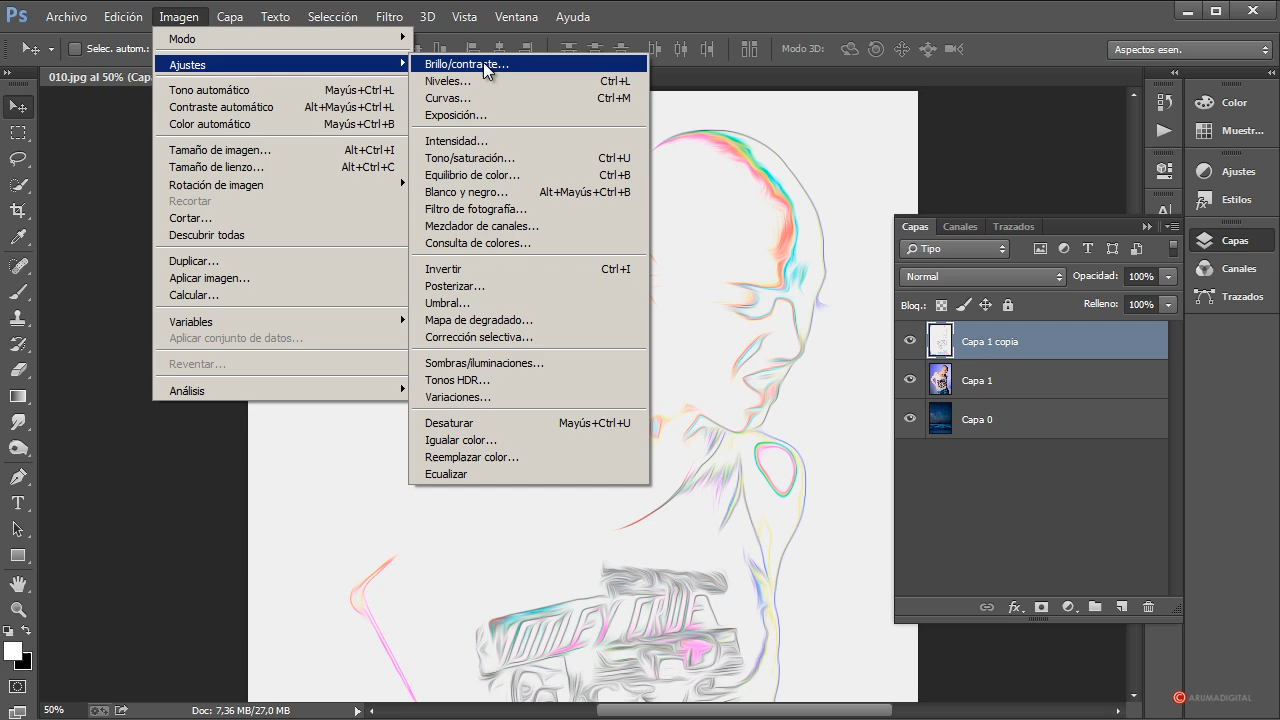 Ps Archivo Edición Imagen Capa Texto Selección Filtro 3D Vista Ventana Ayuda
Selec. autom.: Modo 3D: Aspectos esen.
010.jpg al 50% (Cap
Modo
Ajustes
Tono automático Mayús+Ctrl+L
Contraste automático Alt+Mayús+Ctrl+L
Color automático Mayús+Ctrl+B
Tamaño de imagen... Alt+Ctrl+I
Tamaño de lienzo... Alt+Ctrl+C
Rotación de imagen
Recortar
Cortar...
Descubrir todas
Duplicar...
Aplicar imagen...
Calcular...
Variables
Aplicar conjunto de datos...
Reventar...
Análisis
Brillo/contraste...
Niveles... Ctrl+L
Curvas... Ctrl+M
Exposición...
Intensidad...
Tono/saturación... Ctrl+U
Equilibrio de color... Ctrl+B
Blanco y negro... Alt+Mayús+Ctrl+B
Filtro de fotografía...
Mezclador de canales...
Consulta de colores...
Invertir Ctrl+I
Posterizar...
Umbral...
Mapa de degradado...
Corrección selectiva...
Sombras/iluminaciones...
Tonos HDR...
Variaciones...
Desaturar Mayús+Ctrl+U
Igualar color...
Reemplazar color...
Ecualizar
MÖTLEY CRÜE
Capas Canales Trazados
Tipo
Normal Opacidad: 100%
Bloq.: Relleno: 100%
Capa 1 copia
Capa 1
Capa 0
fx
Color
Muestr...
Ajustes
Estilos
Capas
Canales
Trazados
50% Doc: 7,36 MB/27,0 MB
© ARUMADIGITAL